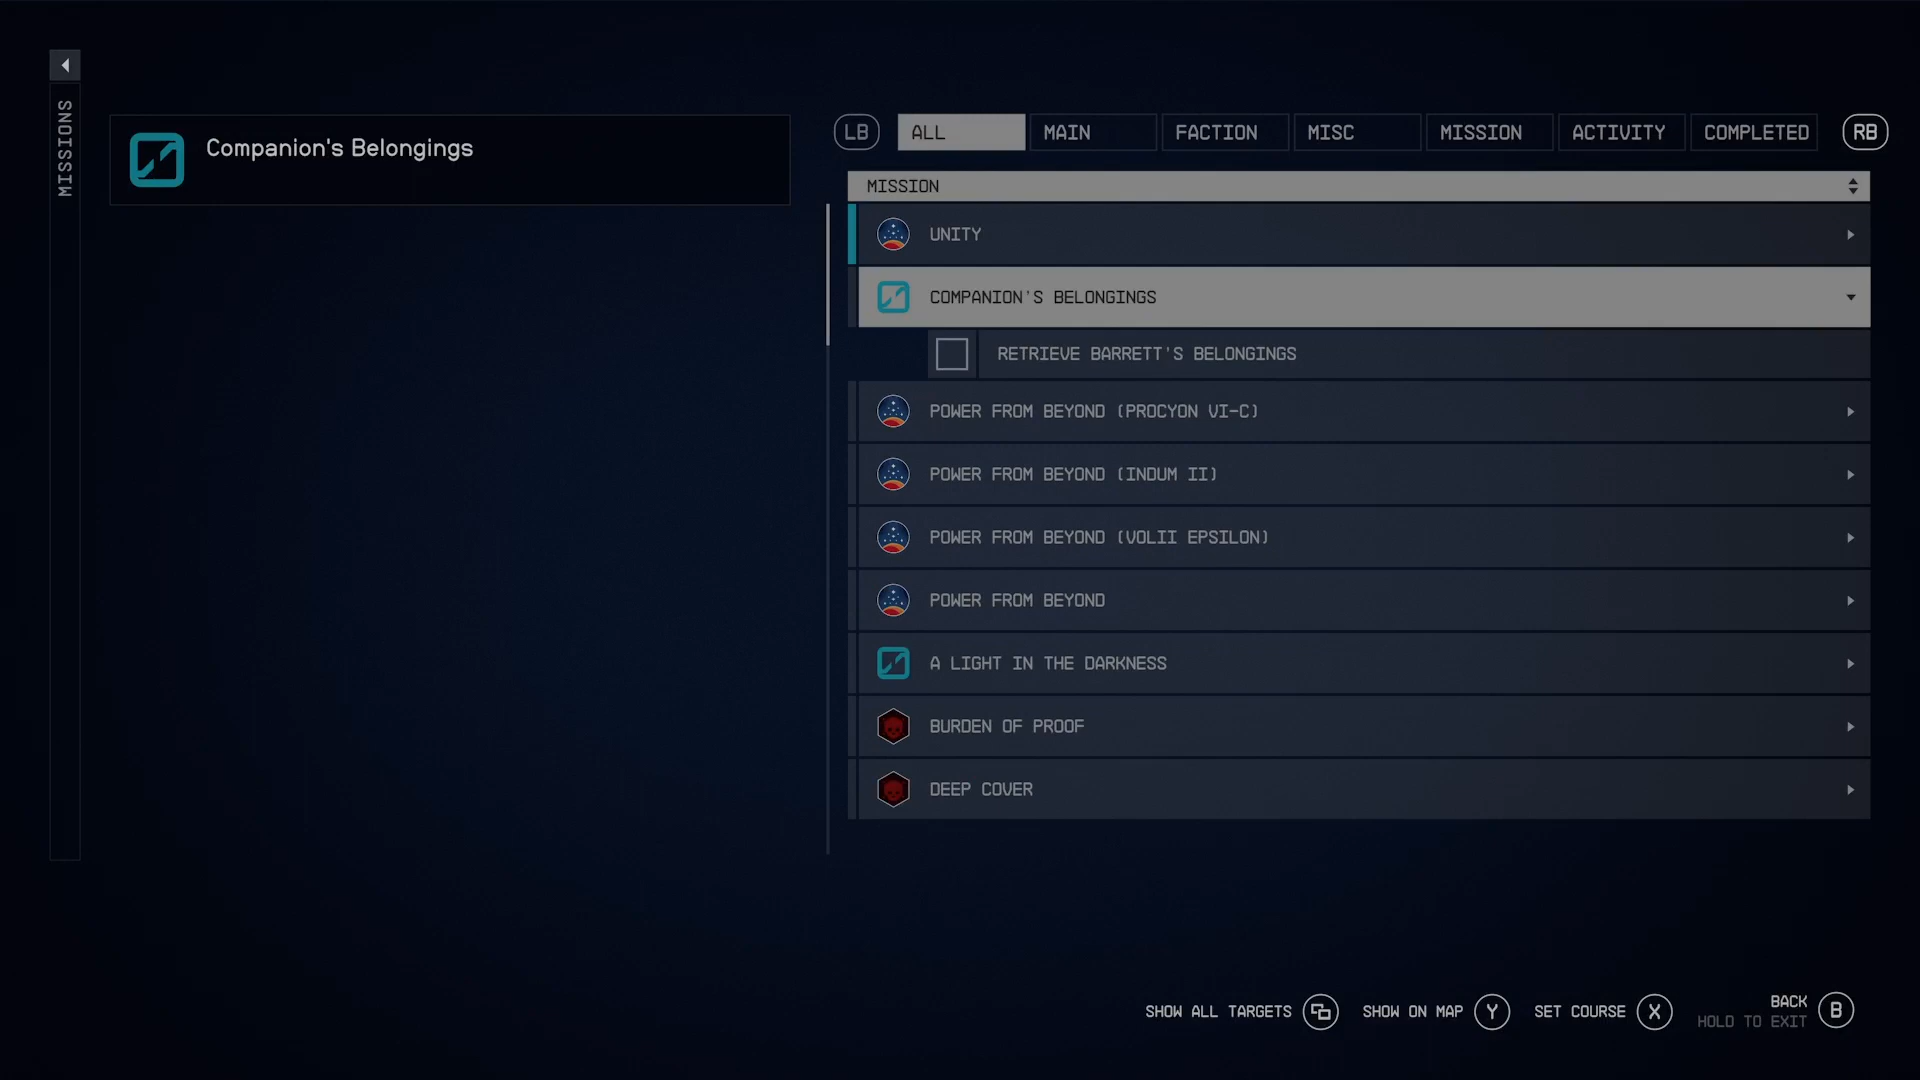 MISSIONS
Companion's Belongings
LB
ALL
MAIN
FACTION
MISC
MISSION
ACTIVITY
COMPLETED
RB
MISSION
UNITY
COMPANION'S BELONGINGS
RETRIEVE BARRETT'S BELONGINGS
POWER FROM BEYOND (PROCYON VI-C)
POWER FROM BEYOND (INDUM II)
POWER FROM BEYOND (VOLII EPSILON)
POWER FROM BEYOND
A LIGHT IN THE DARKNESS
BURDEN OF PROOF
DEEP COVER
SHOW ALL TARGETS
SHOW ON MAP Y
SET COURSE X
BACK B
HOLD TO EXIT